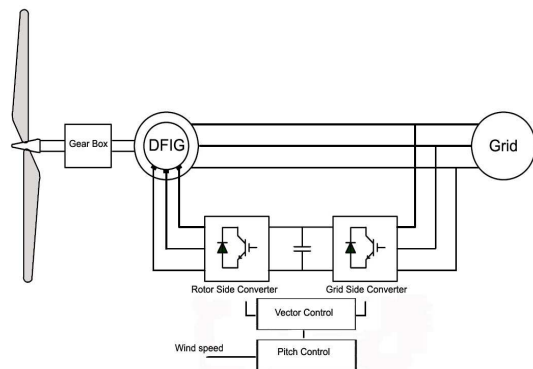 Gear Box
DFIG
Grid
Rotor Side Converter
Grid Side Converter
Vector Control
Wind speed
Pitch Control